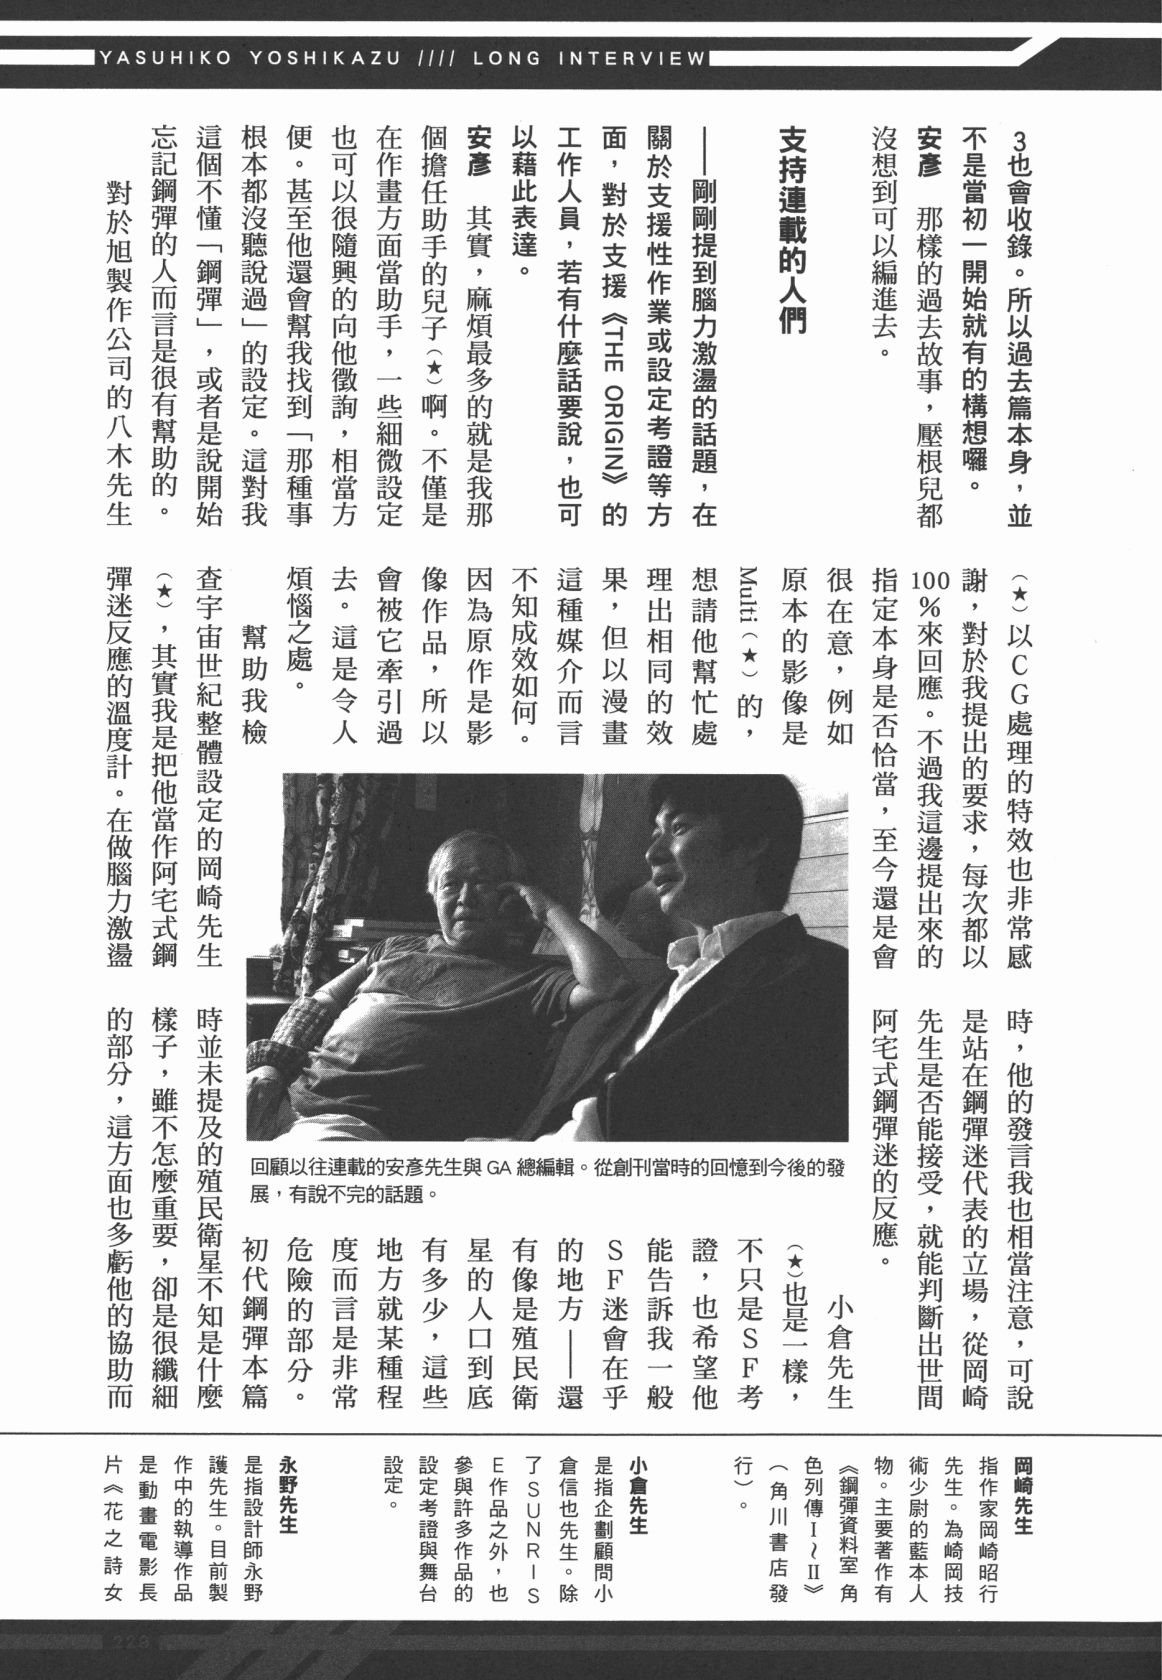 YASUHIKO YOSHIKAZU //// LONG INTERVIEW
3也會收錄。所以過去篇本身，並
不是當初一開始就有的構想囉。
安彥　那樣的過去故事，壓根兒都
沒想到可以編進去。
支持連載的人們
——剛剛提到腦力激盪的話題，在
關於支援性作業或設定考證等方
面，對於支援《THE ORIGIN》的
工作人員，若有什麼話要說，也可
以藉此表達。
安彥　其實，麻煩最多的就是我那
個擔任助手的兒子（★）啊。不僅是
在作畫方面當助手，一些細微設定
也可以很隨興的向他徵詢，相當方
便。甚至他還會幫我找到「那種事
根本都沒聽說過」的設定。這對我
這個不懂「鋼彈」，或者是說開始
忘記鋼彈的人而言是很有幫助的。
對於旭製作公司的八木先生
（★）以CG處理的特效也非常感
謝，對於我提出的要求，每次都以
100％來回應。不過我這邊提出來的
指定本身是否恰當，至今還是會
很在意，例如
原本的影像是
Multi（★）的，
想請他幫忙處
理出相同的效
果，但以漫畫
這種媒介而言
不知成效如何。
因為原作是影
像作品，所以
會被它牽引過
去。這是令人
煩惱之處。
幫助我檢
查宇宙世紀整體設定的岡崎先生
（★），其實我是把他當作阿宅式鋼
彈迷反應的溫度計。在做腦力激盪
時，他的發言我也相當注意，可說
是站在鋼彈迷代表的立場，從岡崎
先生是否能接受，就能判斷出世間
阿宅式鋼彈迷的反應。
小倉先生
（★）也是一樣，
不只是SF考
證，也希望他
能告訴我一般
SF迷會在乎
的地方——還
有像是殖民衛
星的人口到底
有多少，這些
地方就某種程
度而言是非常
危險的部分。
初代鋼彈本篇
時並未提及的殖民衛星不知是什麼
樣子，雖不怎麼重要，卻是很纖細
的部分，這方面也多虧他的協助而
回顧以往連載的安彥先生與GA總編輯。從創刊當時的回憶到今後的發
展，有說不完的話題。
岡崎先生
指作家岡崎昭行
先生。為崎岡技
術少尉的藍本人
物。主要著作有
《鋼彈資料室 角
色列傳I～II》
（角川書店發
行）。
小倉先生
是指企劃顧問小
倉信也先生。除
了SUNRIS
E作品之外，也
參與許多作品的
設定考證與舞台
設定。
永野先生
是指設計師永野
護先生。目前製
作中的執導作品
是動畫電影長
片《花之詩女
229